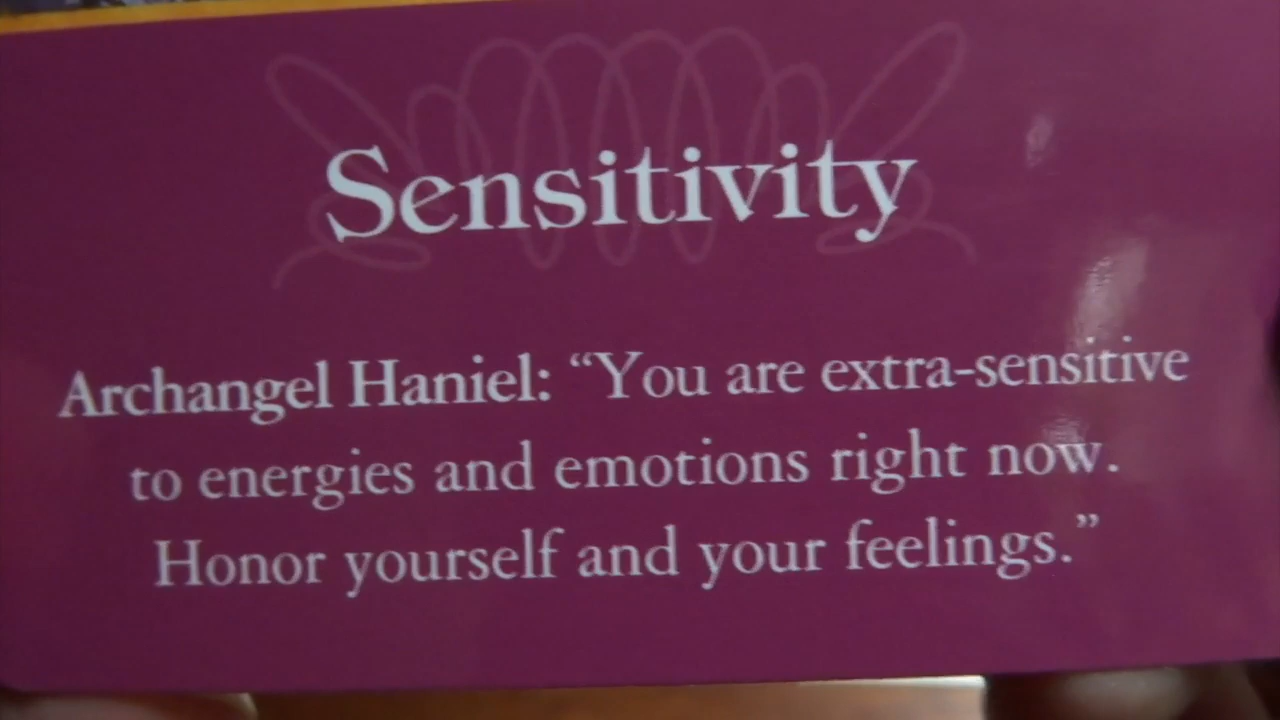 Sensitivity
Archangel Haniel: “You are extra-sensitive
to energies and emotions right now.
Honor yourself and your feelings.”